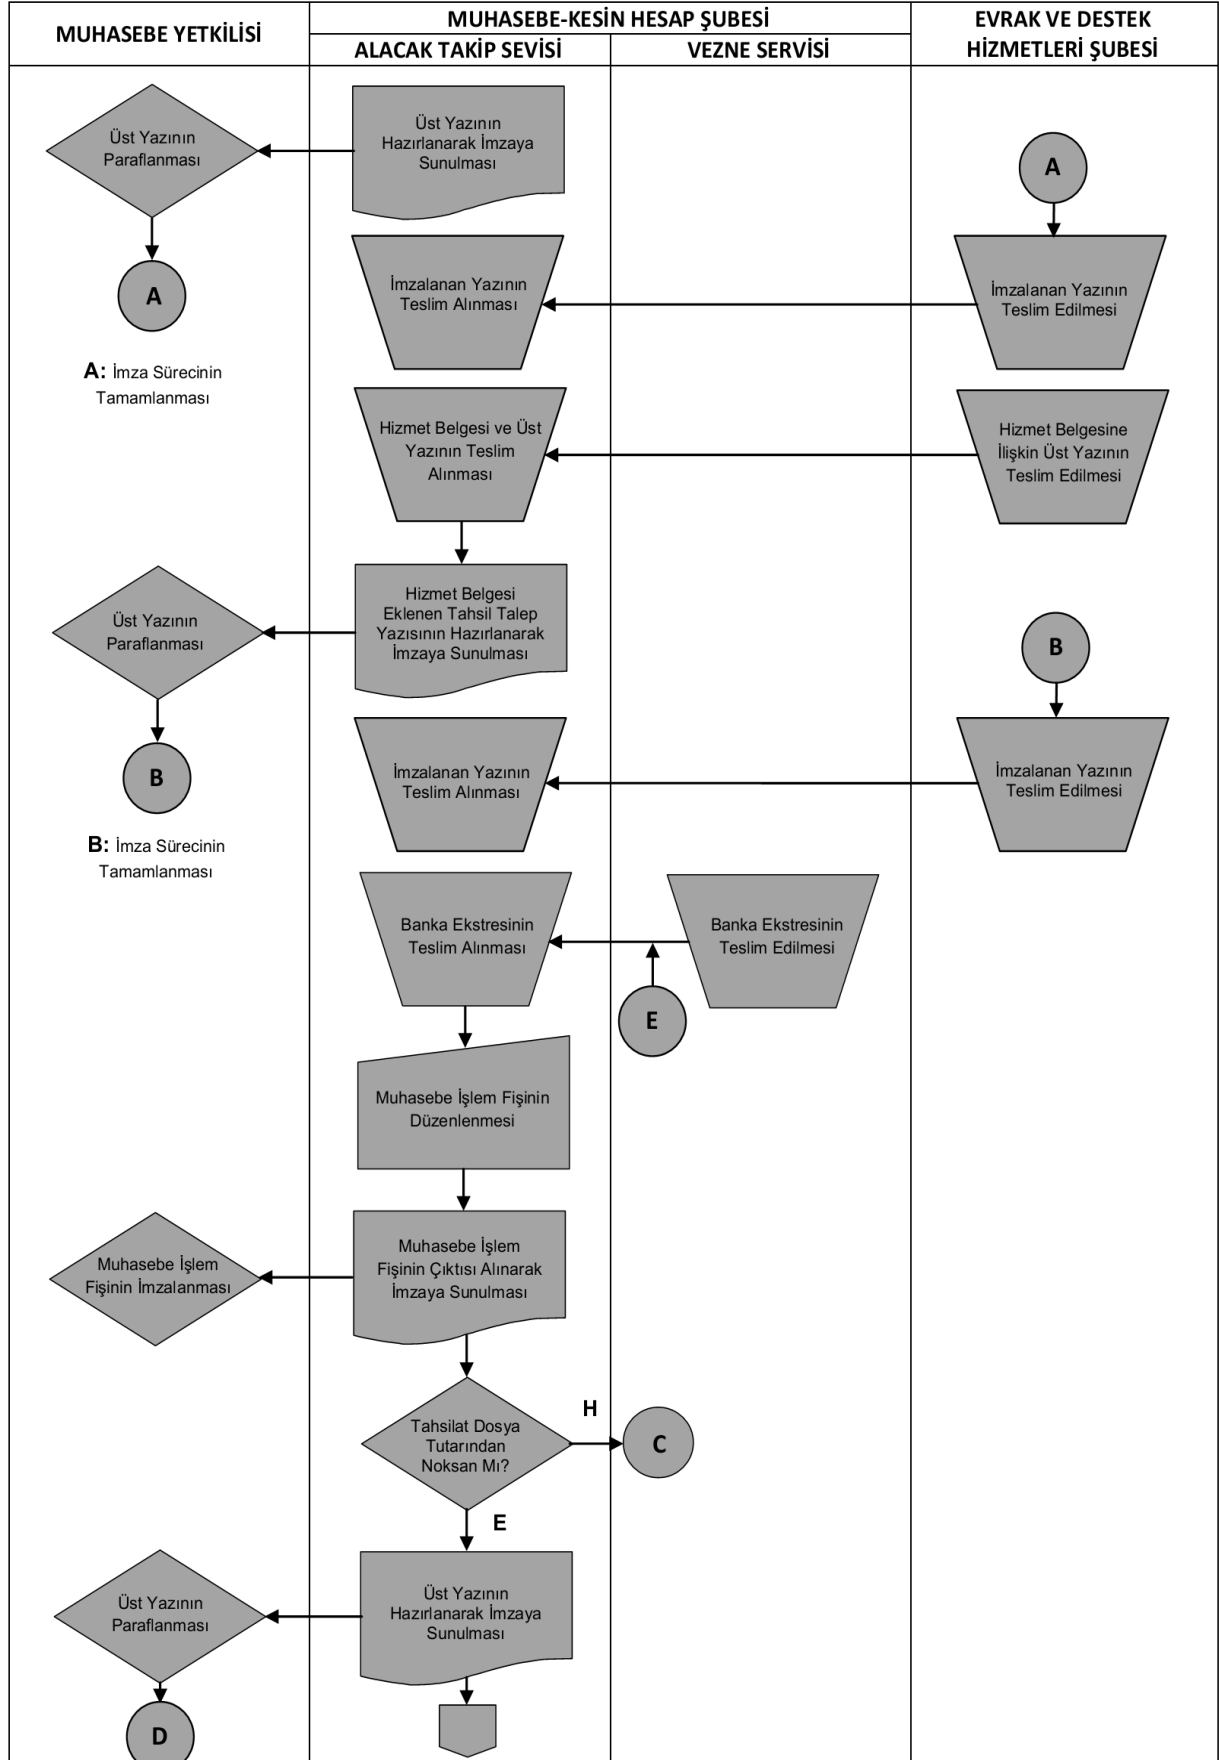 MUHASEBE YETKİLİSİ
MUHASEBE-KESİN HESAP ŞUBESİ
ALACAK TAKİP SEVİSİ
VEZNE SERVİSİ
EVRAK VE DESTEK
HİZMETLERİ ŞUBESİ
Üst Yazının
Paraflanması
Üst Yazının
Hazırlanarak İmzaya
Sunulması
A
A
İmzalanan Yazının
Teslim Alınması
İmzalanan Yazının
Teslim Edilmesi
A: İmza Sürecinin
Tamamlanması
Hizmet Belgesi ve Üst
Yazının Teslim
Alınması
Hizmet Belgesine
İlişkin Üst Yazının
Teslim Edilmesi
Üst Yazının
Paraflanması
Hizmet Belgesi
Eklenen Tahsil Talep
Yazısının Hazırlanarak
İmzaya Sunulması
B
B
İmzalanan Yazının
Teslim Alınması
İmzalanan Yazının
Teslim Edilmesi
B: İmza Sürecinin
Tamamlanması
Banka Ekstresinin
Teslim Alınması
Banka Ekstresinin
Teslim Edilmesi
E
Muhasebe İşlem Fişinin
Düzenlenmesi
Muhasebe İşlem
Fişinin İmzalanması
Muhasebe İşlem
Fişinin Çıktısı Alınarak
İmzaya Sunulması
Tahsilat Dosya
Tutarından
Noksan Mı?
H
C
E
Üst Yazının
Paraflanması
Üst Yazının
Hazırlanarak İmzaya
Sunulması
D